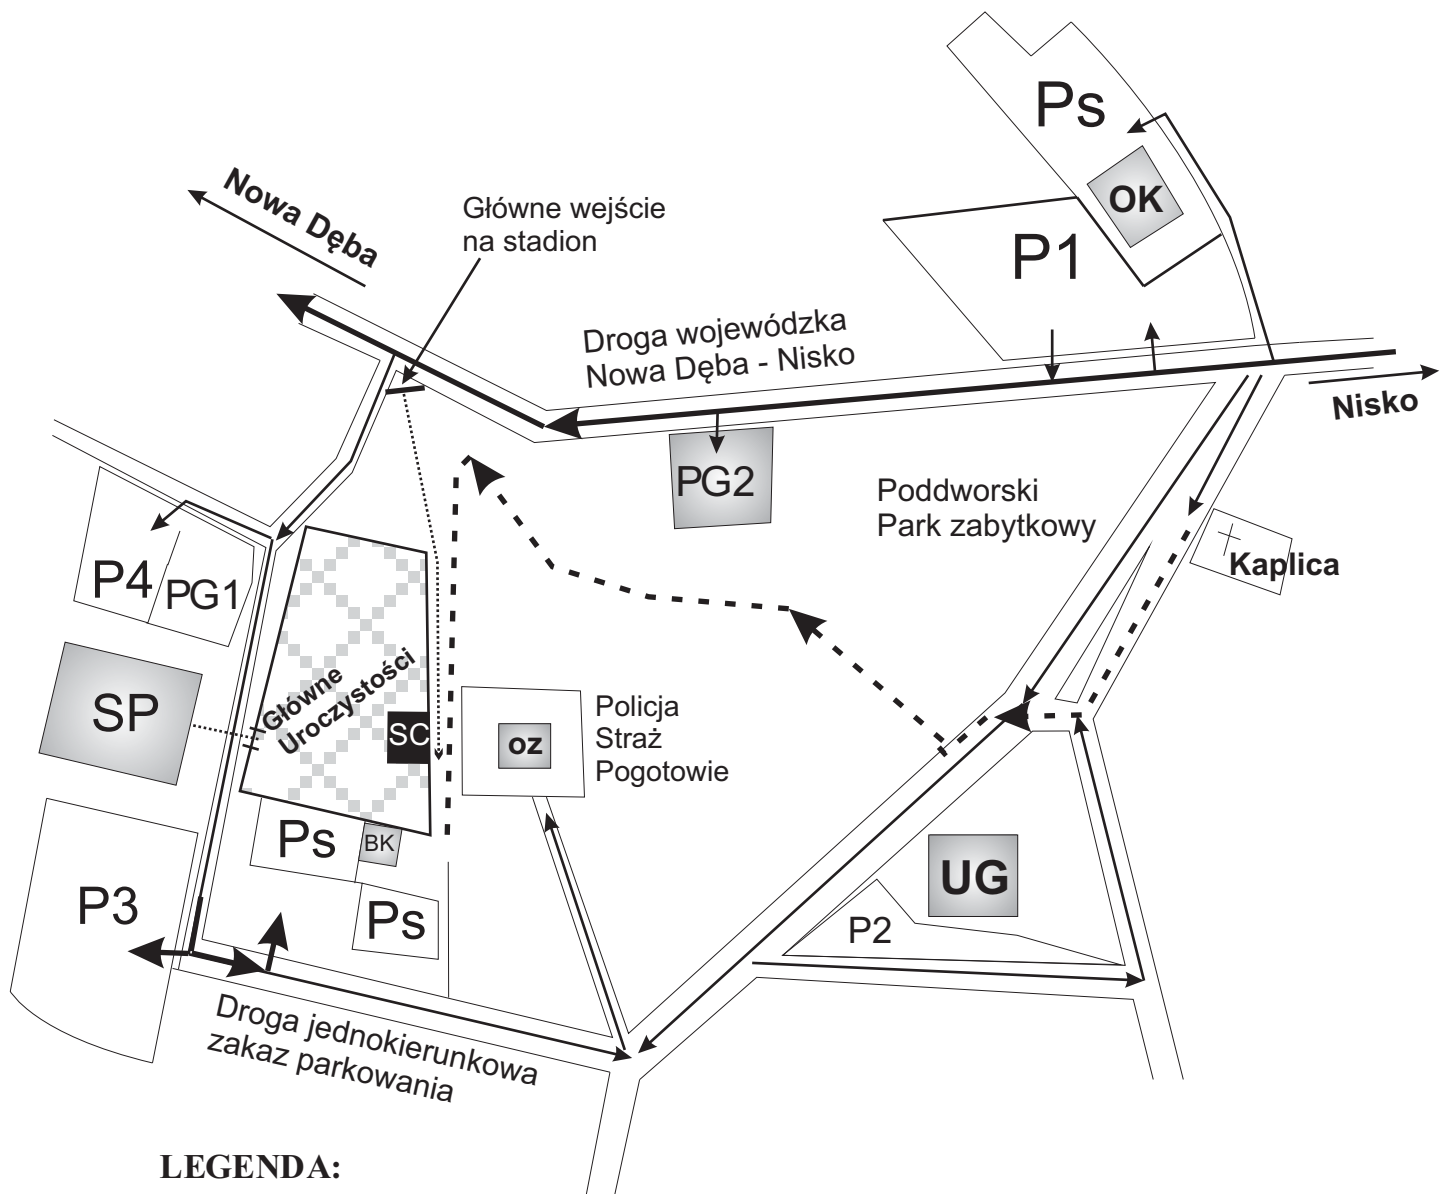 Ps
OK
Nowa Dęba
Główne wejście
na stadion
P1
Droga wojewódzka
Nowa Dęba - Nisko
Nisko
PG2
Poddworski
Park zabytkowy
Kaplica
P4
PG1
Główne
Uroczystości
SP
SC
oz
Policja
Straż
Pogotowie
Ps
BK
UG
P3
Ps
P2
Droga jednokierunkowa
zakaz parkowania
LEGENDA: